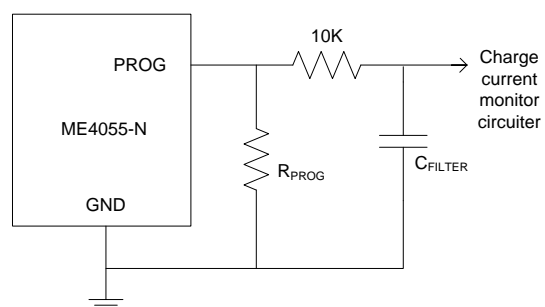 10K
PROG
Charge
current
monitor
circuiter
ME4055-N
RPROG
CFILTER
GND